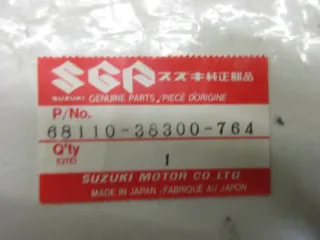 SGP スズキ純正部品
SUZUKI GENUINE PARTS/PIÈCE D'ORIGINE
P/No.
68110-38300-764
Q'ty 1
SUZUKI MOTOR CO.,LTD.
MADE IN JAPAN/FABRIQUÉ AU JAPON